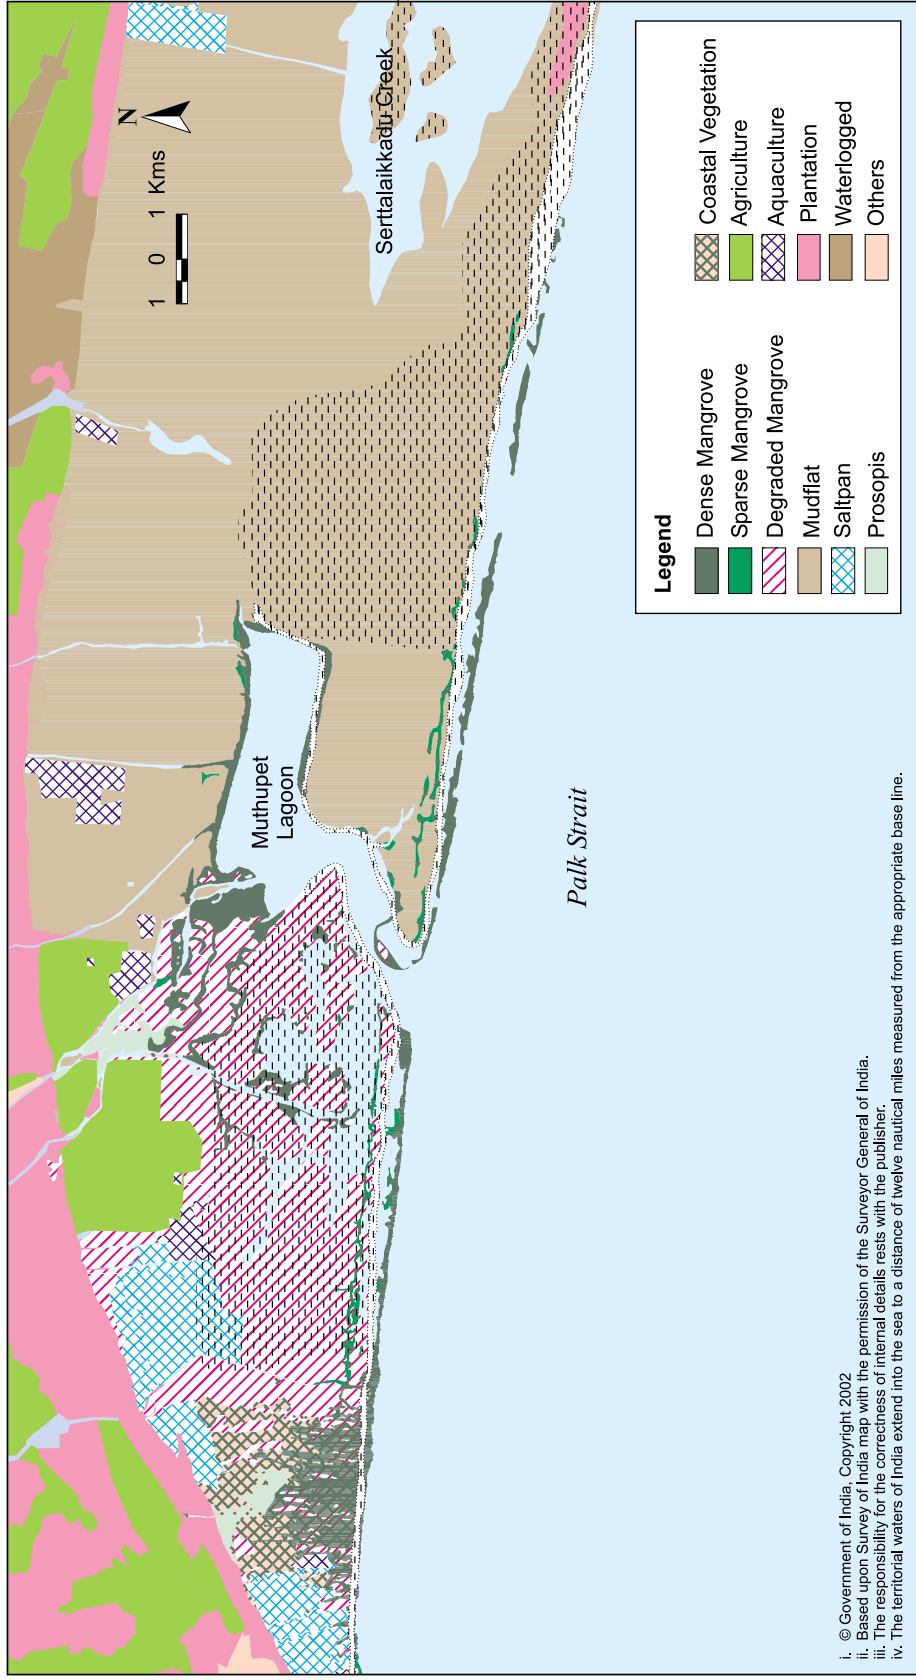 N
1 0 1 Kms
Serttalaikkadu Creek
Muthupet
Lagoon
Palk Strait
Legend
Dense Mangrove
Sparse Mangrove
Degraded Mangrove
Mudflat
Saltpan
Prosopis
Coastal Vegetation
Agriculture
Aquaculture
Plantation
Waterlogged
Others
i. © Government of India, Copyright 2002
ii. Based upon Survey of India map with the permission of the Surveyor General of India.
iii. The responsibility for the correctness of internal details rests with the publisher.
iv. The territorial waters of India extend into the sea to a distance of twelve nautical miles measured from the appropriate base line.